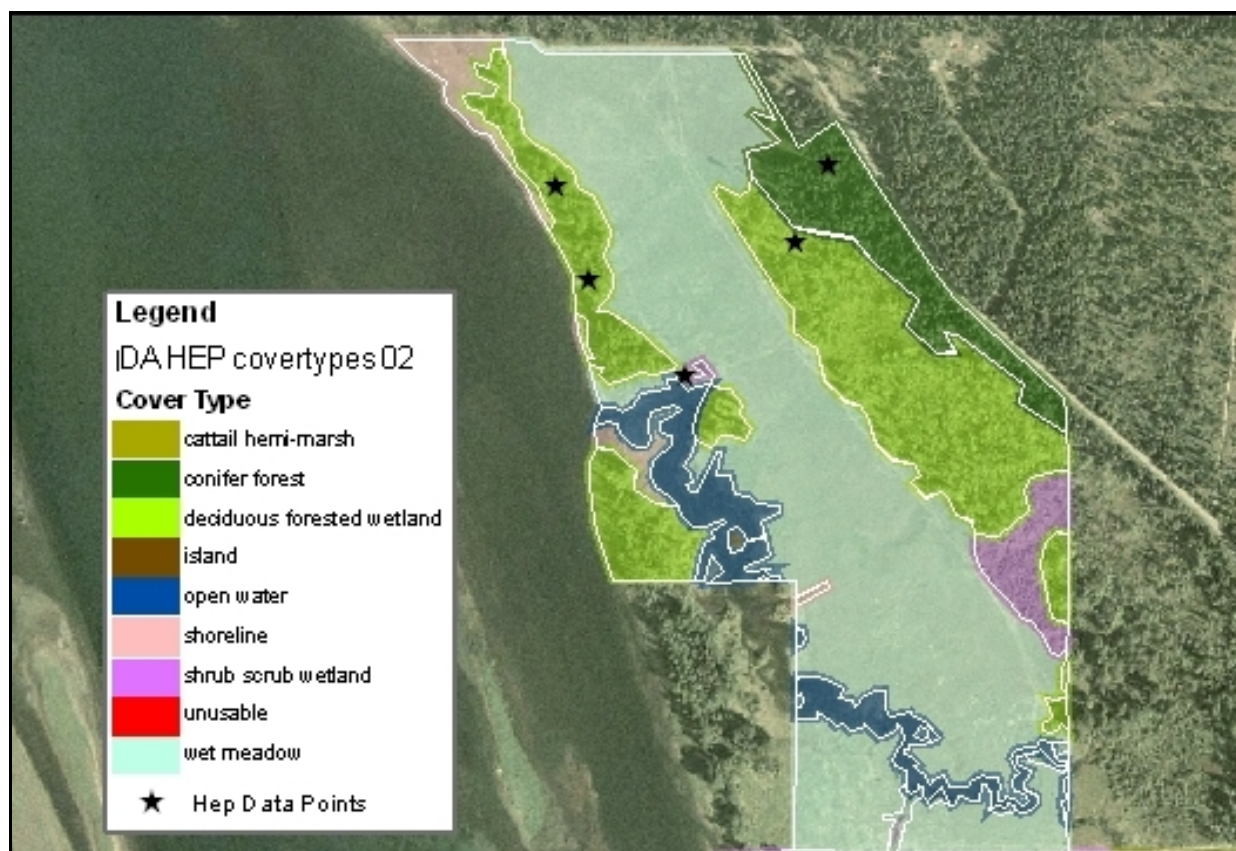 Legend
IDA HEP covertypes 02
Cover Type
cattail hemi-marsh
conifer forest
deciduous forested wetland
island
open water
shoreline
shrub scrub wetland
unusable
wet meadow
Hep Data Points